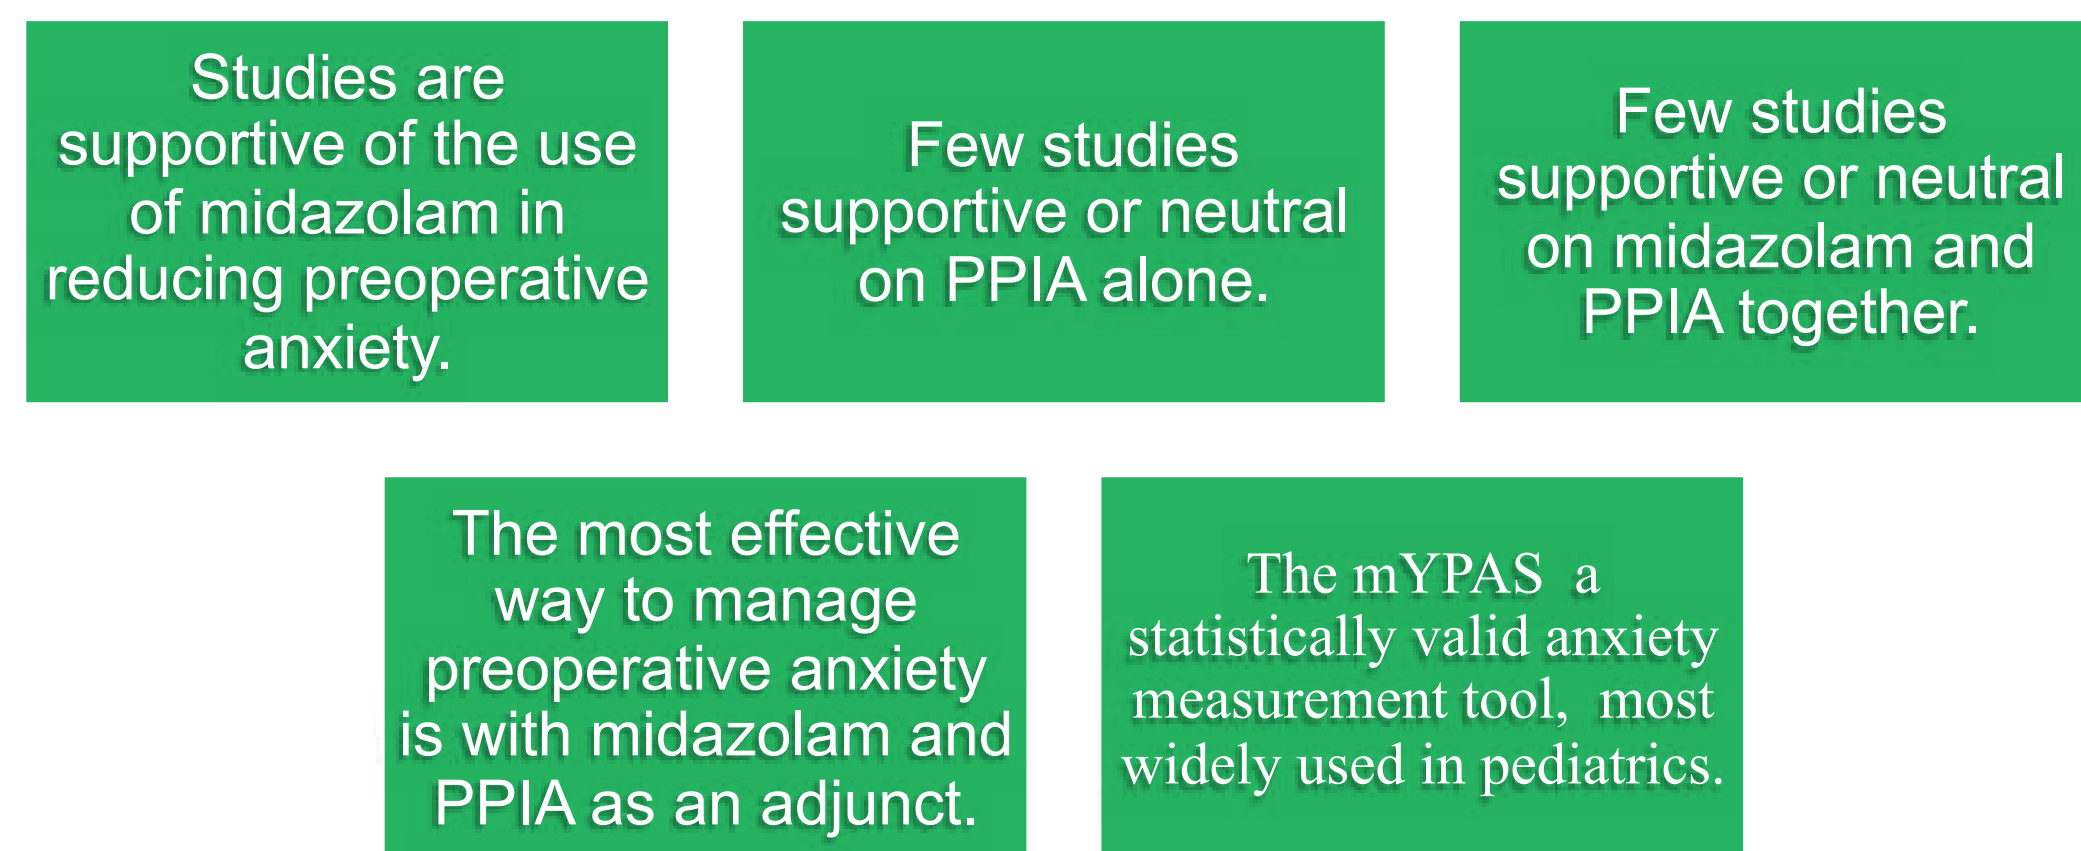 Studies are
supportive of the use
of midazolam in
reducing preoperative
anxiety.
Few studies
supportive or neutral
on PPIA alone.
Few studies
supportive or neutral
on midazolam and
PPIA together.
The most effective
way to manage
preoperative anxiety
is with midazolam and
PPIA as an adjunct.
The mYPAS  a
statistically valid anxiety
measurement tool,  most
widely used in pediatrics.